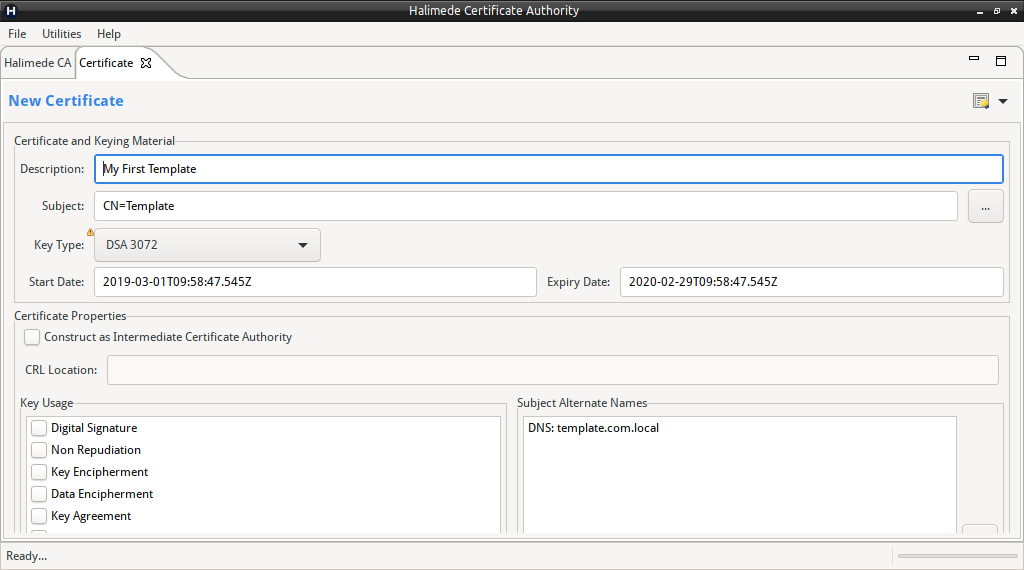 H Halimede Certificate Authority
File Utilities Help
Halimede CA Certificate
New Certificate
Certificate and Keying Material
Description: My First Template
Subject: CN=Template ...
Key Type: DSA 3072
Start Date: 2019-03-01T09:58:47.545Z Expiry Date: 2020-02-29T09:58:47.545Z
Certificate Properties
Construct as Intermediate Certificate Authority
CRL Location:
Key Usage Subject Alternate Names
Digital Signature DNS: template.com.local
Non Repudiation
Key Encipherment
Data Encipherment
Key Agreement
Ready...